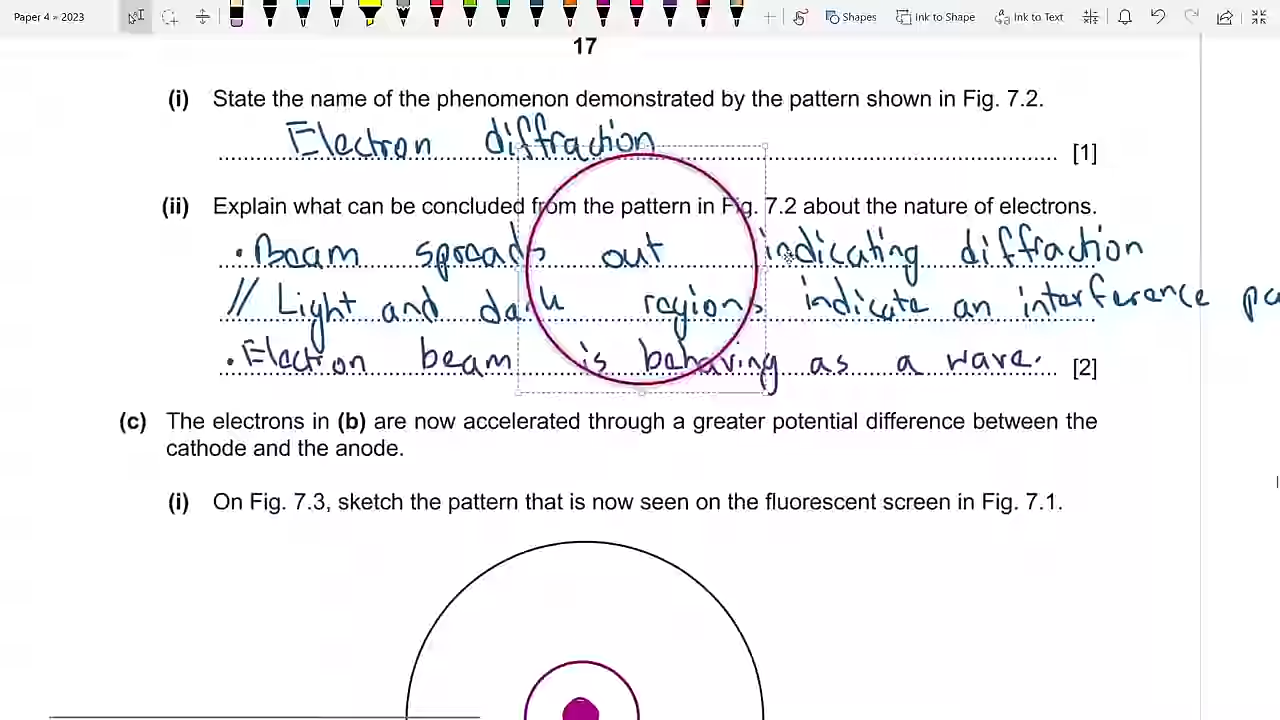 Paper 4 » 2023
Shapes
Ink to Shape
Ink to Text
17
(i) State the name of the phenomenon demonstrated by the pattern shown in Fig. 7.2.
Electron diffraction
[1]
(ii) Explain what can be concluded from the pattern in Fig. 7.2 about the nature of electrons.
• Beam spreads out indicating diffraction
// Light and dark regions indicate an interference pa
• Electron beam is behaving as a wave.
[2]
(c) The electrons in (b) are now accelerated through a greater potential difference between the
cathode and the anode.
(i) On Fig. 7.3, sketch the pattern that is now seen on the fluorescent screen in Fig. 7.1.